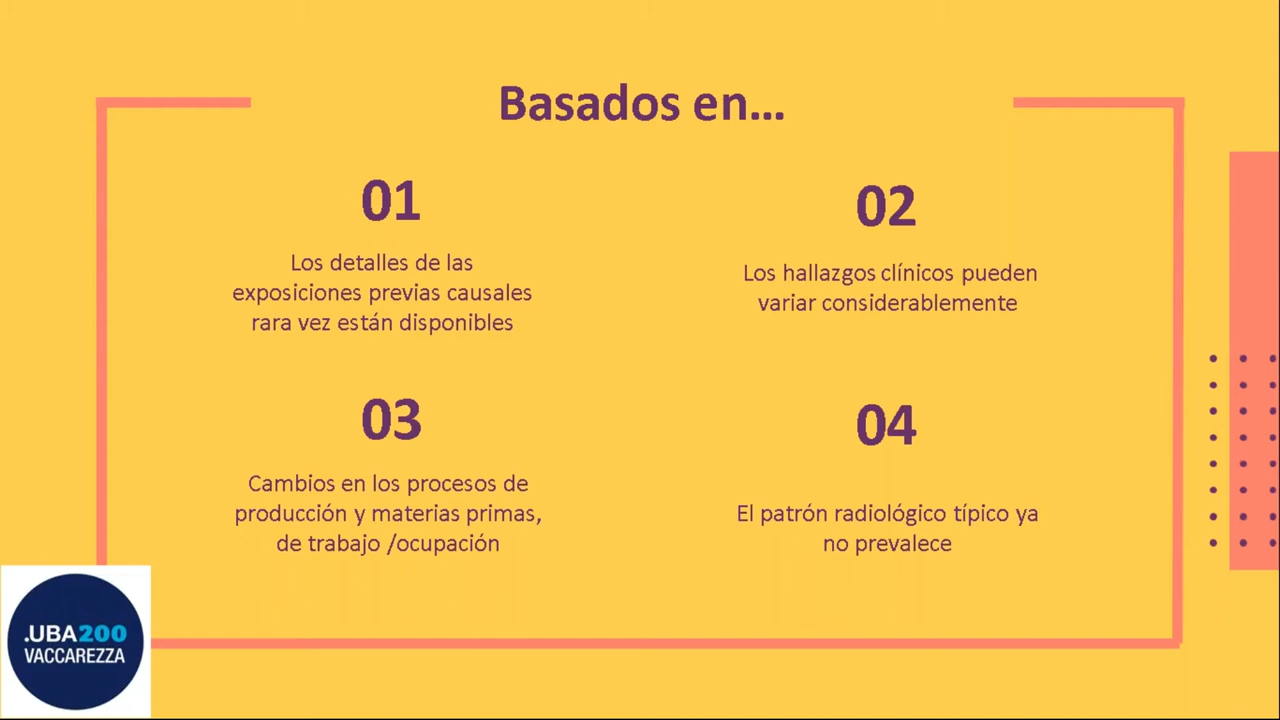 Basados en...
01
Los detalles de las
exposiciones previas causales
rara vez están disponibles
02
Los hallazgos clínicos pueden
variar considerablemente
03
Cambios en los procesos de
producción y materias primas,
de trabajo /ocupación
04
El patrón radiológico típico ya
no prevalece
.UBA200
VACCAREZZA